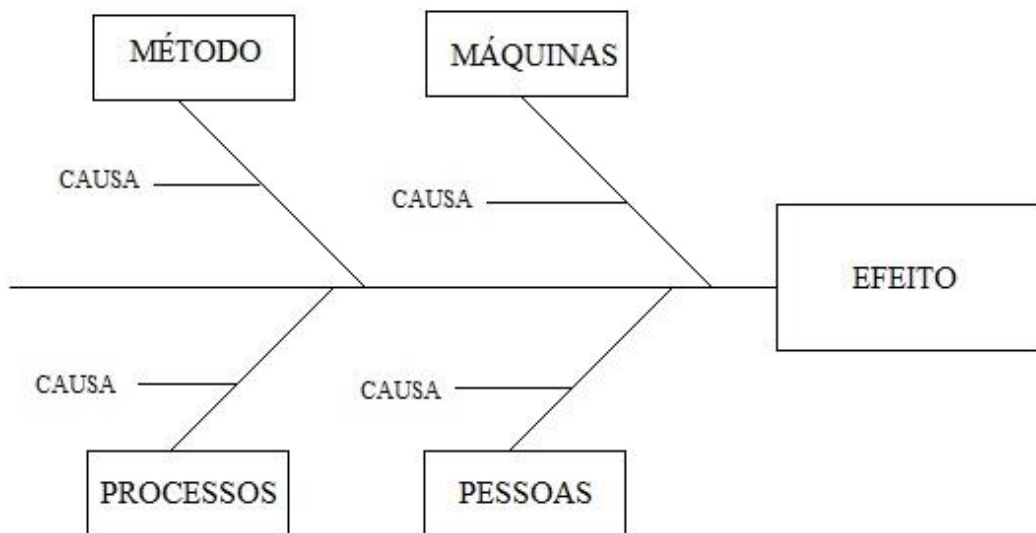 MÉTODO
MÁQUINAS
CAUSA
CAUSA
EFEITO
CAUSA
CAUSA
PROCESSOS
PESSOAS